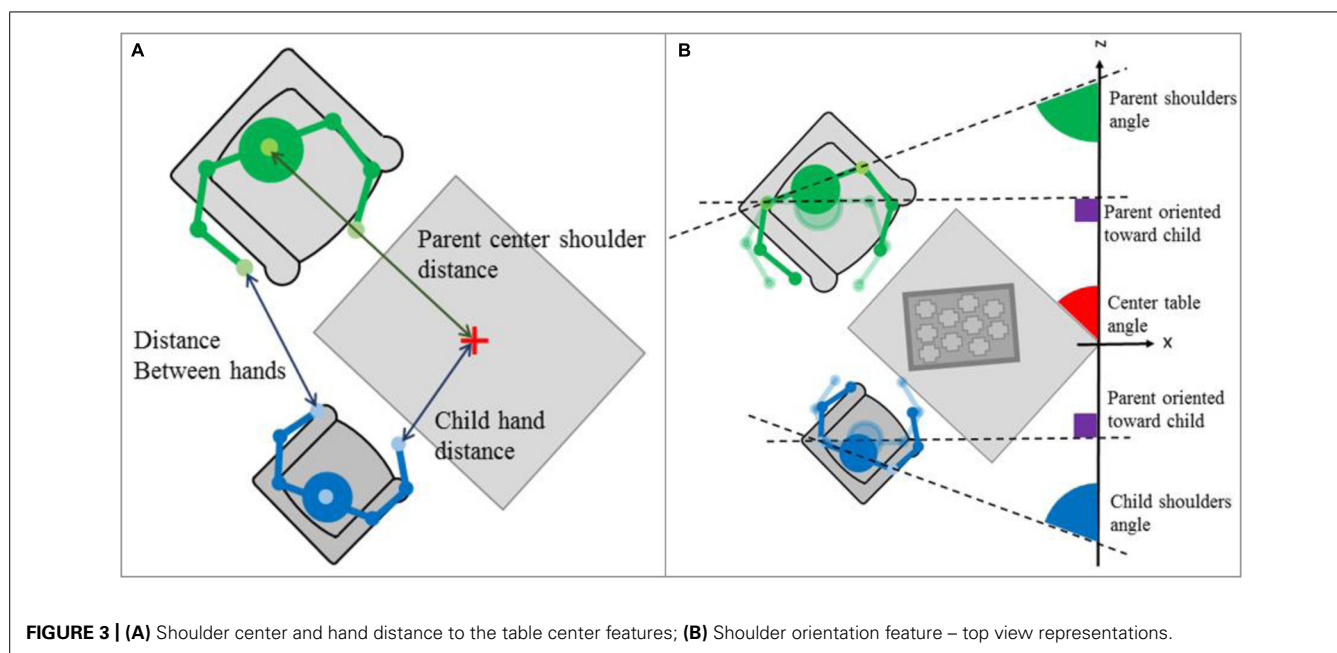 A
Parent center shoulder
distance
Distance
Between hands
Child hand
distance
B
Z
Parent shoulders
angle
Parent oriented
toward child
Center table
angle
X
Parent oriented
toward child
Child shoulders
angle
FIGURE 3 | (A) Shoulder center and hand distance to the table center features; (B) Shoulder orientation feature – top view representations.